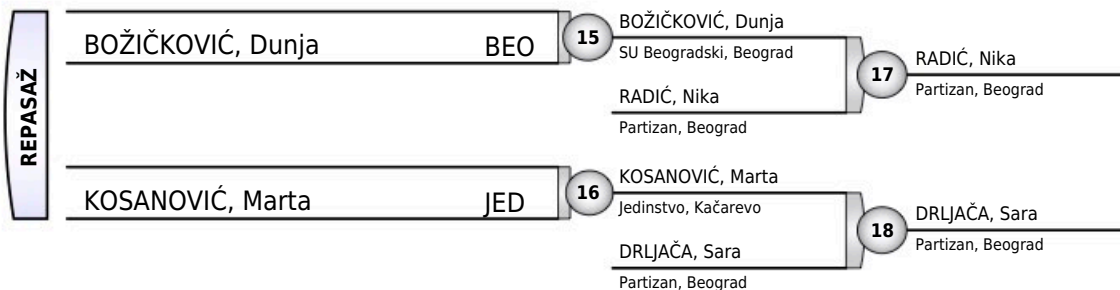 REPASAŽ
BOŽIČKOVIĆ, Dunja BEO
15
BOŽIČKOVIĆ, Dunja
SU Beogradski, Beograd
RADIĆ, Nika
Partizan, Beograd
17
RADIĆ, Nika
Partizan, Beograd
KOSANOVIĆ, Marta JED
16
KOSANOVIĆ, Marta
Jedinstvo, Kačarevo
DRLJAČA, Sara
Partizan, Beograd
18
DRLJAČA, Sara
Partizan, Beograd